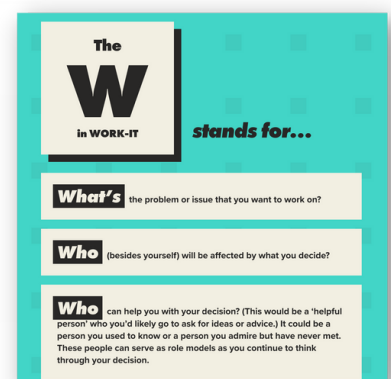 The
W
in WORK-IT
stands for...
What's the problem or issue that you want to work on?
Who (besides yourself) will be affected by what you decide?
Who can help you with your decision? (This would be a 'helpful
person' who you'd likely go to ask for ideas or advice.) It could be a
person you used to know or a person you admire but have never met.
These people can serve as role models as you continue to think
through your decision.